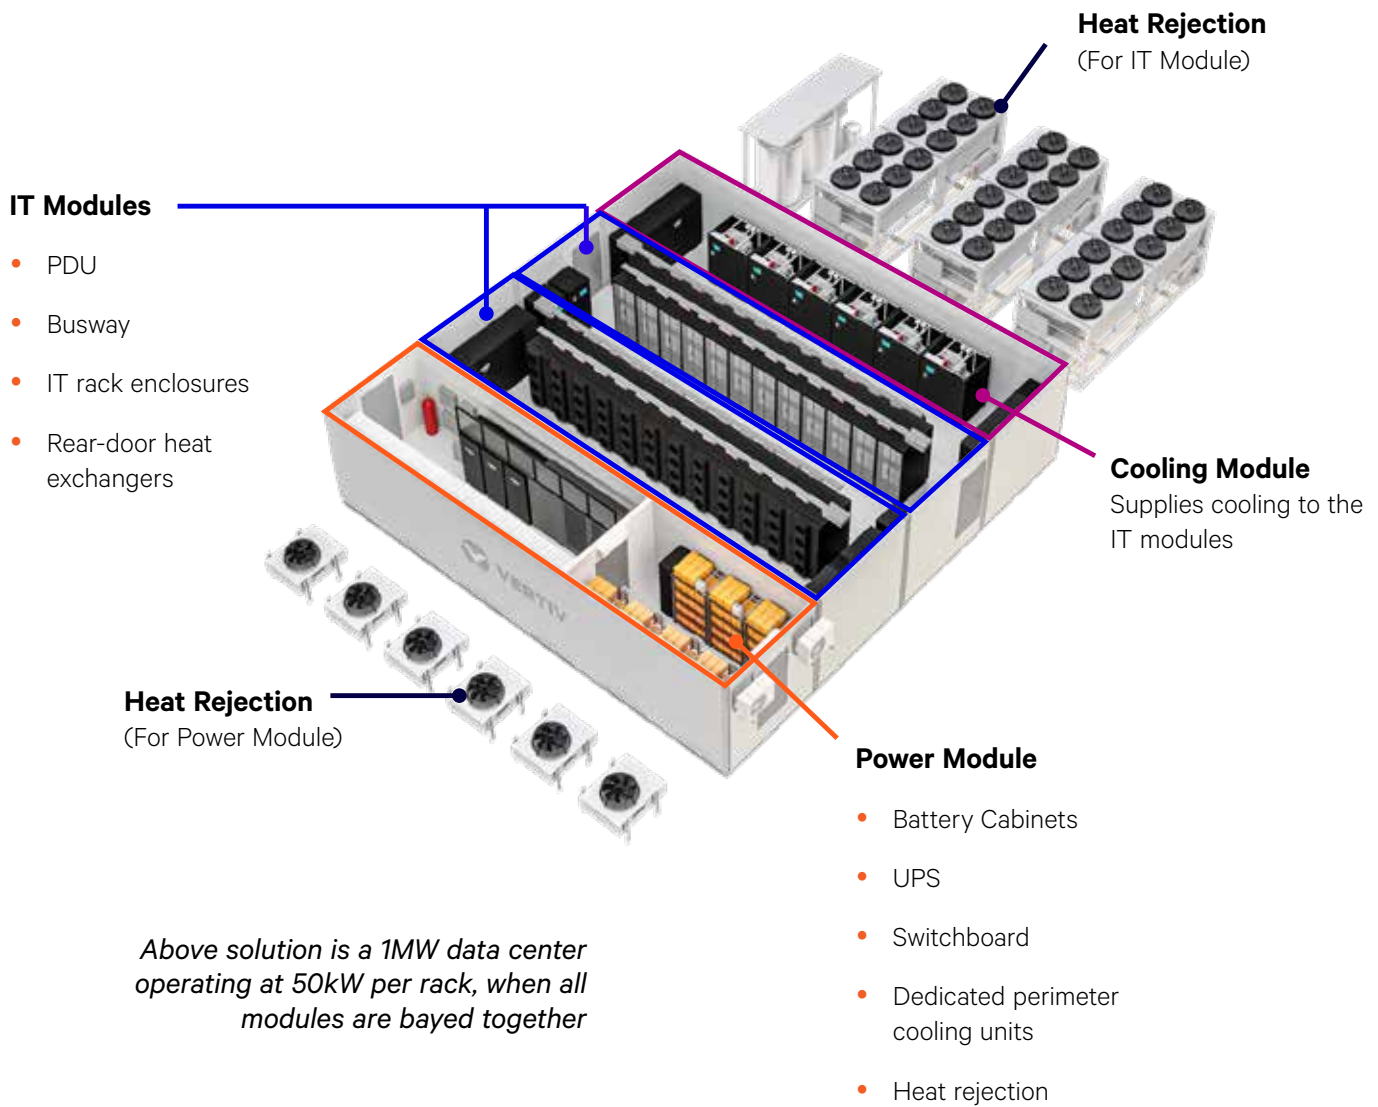 Heat Rejection
(For IT Module)
IT Modules
• PDU
• Busway
• IT rack enclosures
• Rear-door heat
exchangers
Cooling Module
Supplies cooling to the
IT modules
VERTIV
Heat Rejection
(For Power Module)
Power Module
• Battery Cabinets
• UPS
• Switchboard
• Dedicated perimeter
cooling units
• Heat rejection
Above solution is a 1MW data center
operating at 50kW per rack, when all
modules are bayed together